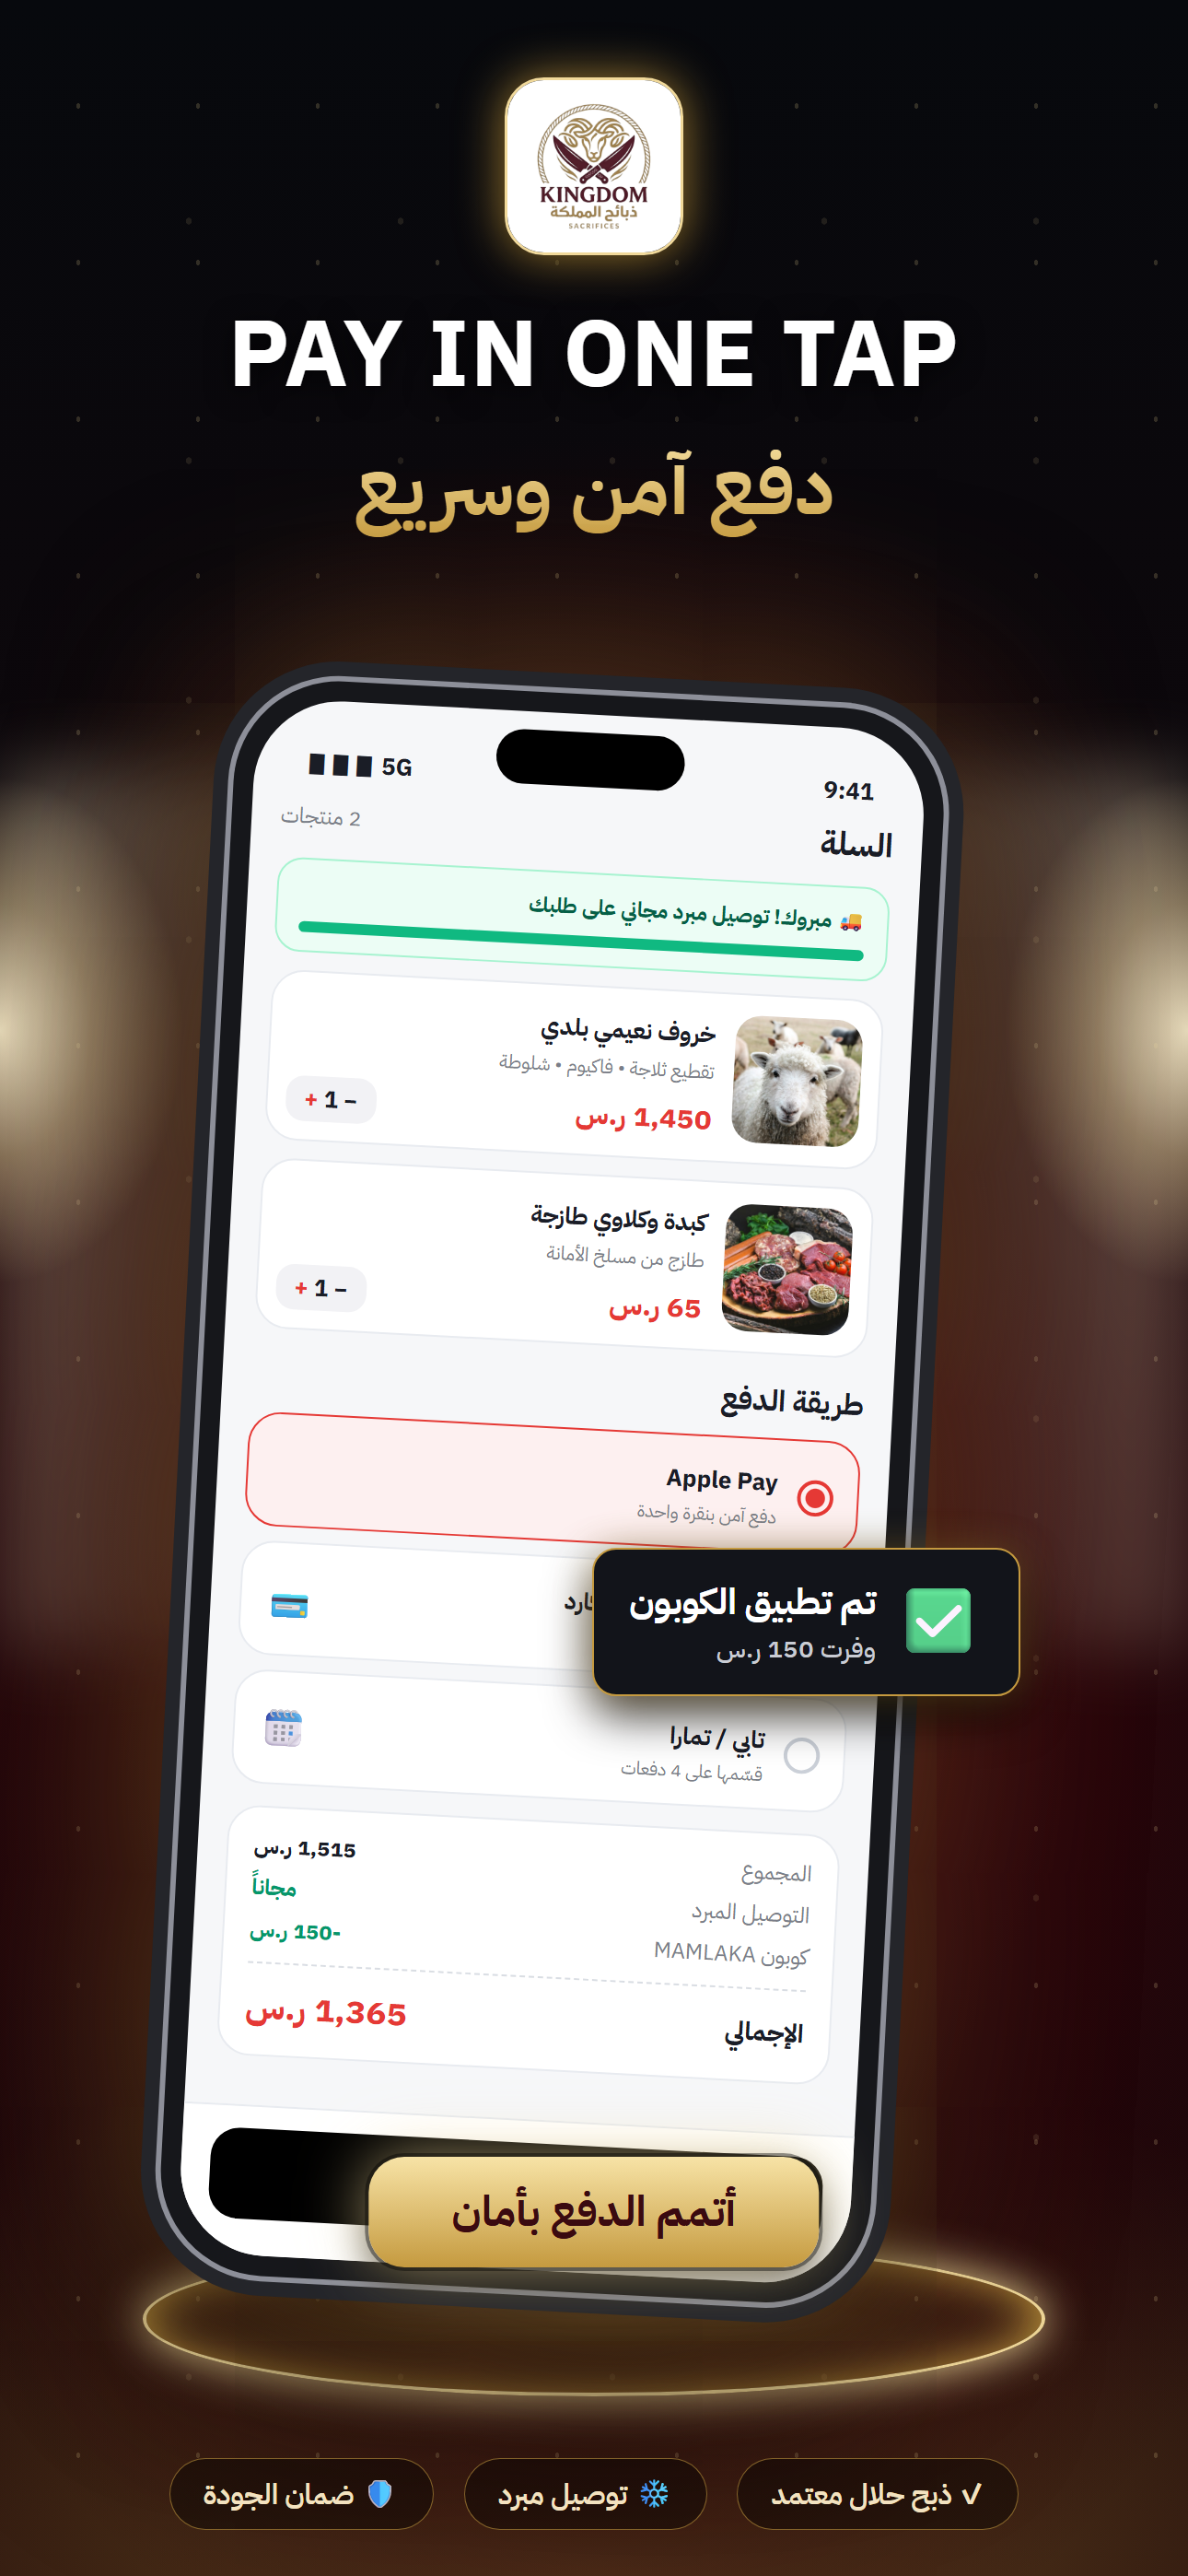 KINGDOM
ذبائح المملكة
SACRIFICES
PAY IN ONE TAP
دفع آمن وسريع
9:41
5G
السلة
2 منتجات
مبروك! توصيل مبرد مجاني على طلبك
خروف نعيمي بلدي
تقطيع ثلاجة • فاكيوم • شلوطة
1,450 ر.س
– 1 +
كبدة وكلاوي طازجة
طازج من مسلخ الأمانة
65 ر.س
– 1 +
طريقة الدفع
Apple Pay
دفع آمن بنقرة واحدة
تم تطبيق الكوبون
وفرت 150 ر.س
تابي / تمارا
قسّمها على 4 دفعات
المجموع 1,515 ر.س
التوصيل المبرد مجاناً
كوبون MAMLAKA -150 ر.س
الإجمالي 1,365 ر.س
أتمم الدفع بأمان
✓ ذبح حلال معتمد
توصيل مبرد
ضمان الجودة